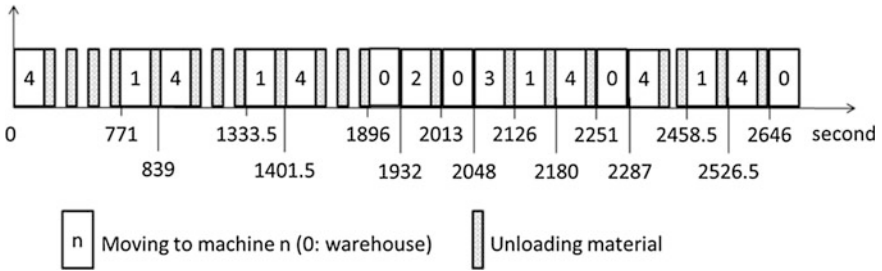 4 1 4 1 4 0 2 0 3 1 4 0 4 1 4 0
0 771 1333.5 1896 2013 2126 2251 2458.5 2646 second
839 1401.5 1932 2048 2180 2287 2526.5
n Moving to machine n (0: warehouse) Unloading material